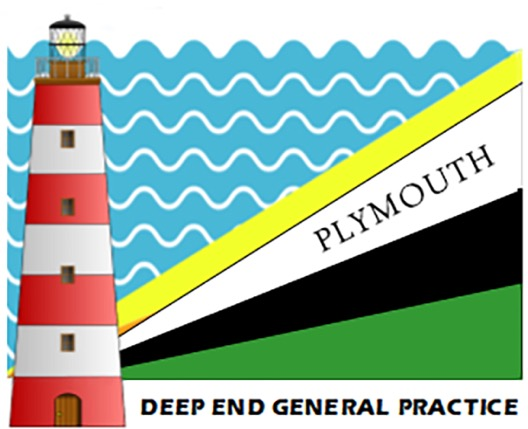 PLYMOUTH
DEEP END GENERAL PRACTICE